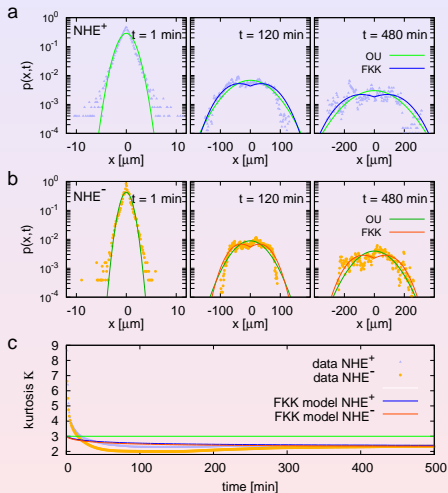 a
NHE⁺
t = 1 min
t = 120 min
t = 480 min
OU
FKK
OU
FKK
p(x,t)
10⁰
10⁻¹
10⁻²
10⁻³
10⁻⁴
-10 0 10
-100 0 100
-200 0 200
x [µm]
x [µm]
x [µm]
b
NHE⁻
t = 1 min
t = 120 min
t = 480 min
OU
FKK
OU
FKK
p(x,t)
10⁰
10⁻¹
10⁻²
10⁻³
10⁻⁴
-10 0 10
-100 0 100
-200 0 200
x [µm]
x [µm]
x [µm]
c
kurtosis K
9
8
7
6
5
4
3
2
data NHE⁺
data NHE⁻
FKK model NHE⁺
FKK model NHE⁻
0 100 200 300 400 500
time [min]